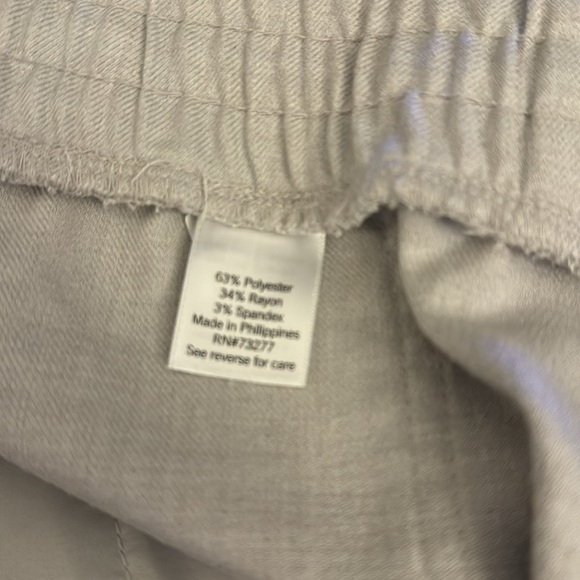 63% Polyester
34% Rayon
3% Spandex
Made in Philippines
RN#73277
See reverse for care